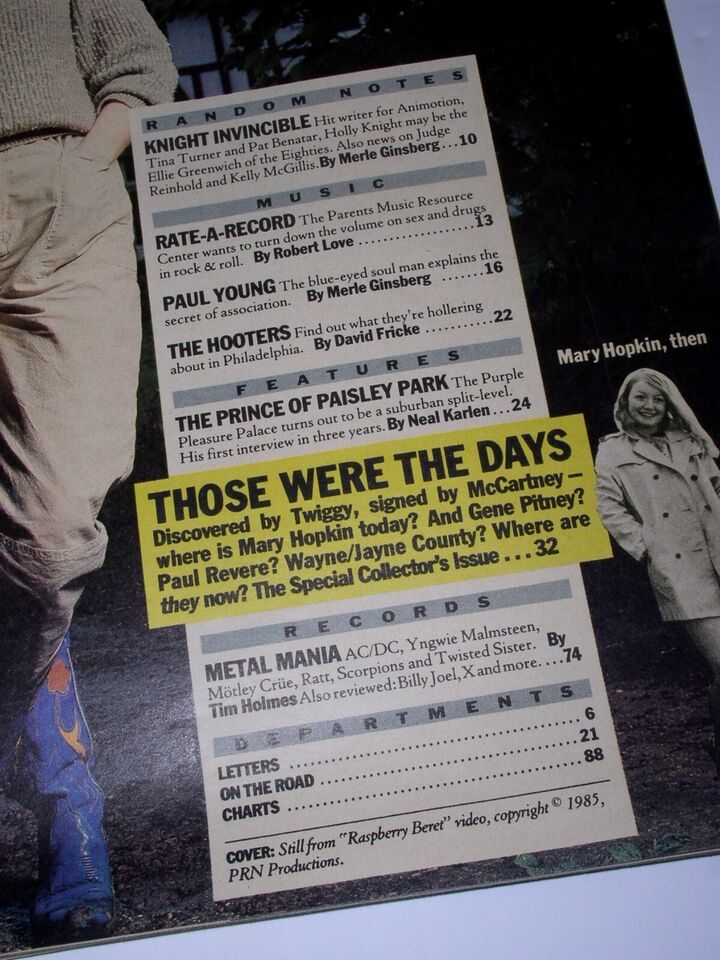 RANDOM NOTES
KNIGHT INVINCIBLE Hit writer for Animotion,
Tina Turner and Pat Benatar, Holly Knight may be the
Ellie Greenwich of the Eighties. Also news on Judge
Reinhold and Kelly McGillis. By Merle Ginsberg...10
MUSIC
RATE-A-RECORD The Parents Music Resource
Center wants to turn down the volume on sex and drugs
in rock & roll. By Robert Love ..................13
PAUL YOUNG The blue-eyed soul man explains the
secret of association. By Merle Ginsberg .......16
THE HOOTERS Find out what they're hollering
about in Philadelphia. By David Fricke ..........22
FEATURES
THE PRINCE OF PAISLEY PARK The Purple
Pleasure Palace turns out to be a suburban split-level.
His first interview in three years. By Neal Karlen...24
THOSE WERE THE DAYS
Discovered by Twiggy, signed by McCartney –
where is Mary Hopkin today? And Gene Pitney?
Paul Revere? Wayne/Jayne County? Where are
they now? The Special Collector's Issue ... 32
Mary Hopkin, then
RECORDS
METAL MANIA AC/DC, Yngwie Malmsteen,
Mötley Crüe, Ratt, Scorpions and Twisted Sister. By
Tim Holmes Also reviewed: Billy Joel, X and more....74
DEPARTMENTS
LETTERS ........................................ 6
ON THE ROAD ................................... 21
CHARTS ........................................ 88
COVER: Still from "Raspberry Beret" video, copyright © 1985,
PRN Productions.